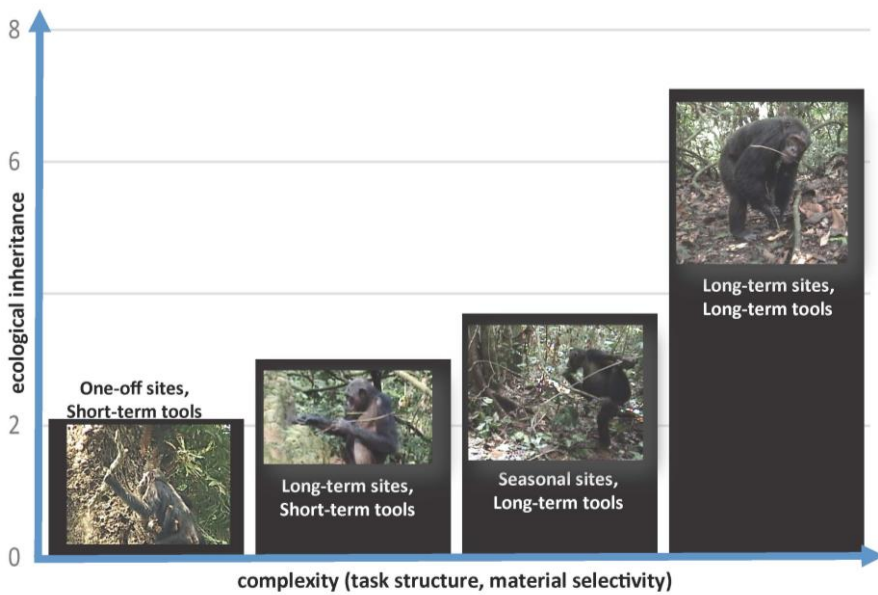 8
6
2
0
ecological inheritance
One-off sites,
Short-term tools
Long-term sites,
Short-term tools
Seasonal sites,
Long-term tools
Long-term sites,
Long-term tools
complexity (task structure, material selectivity)